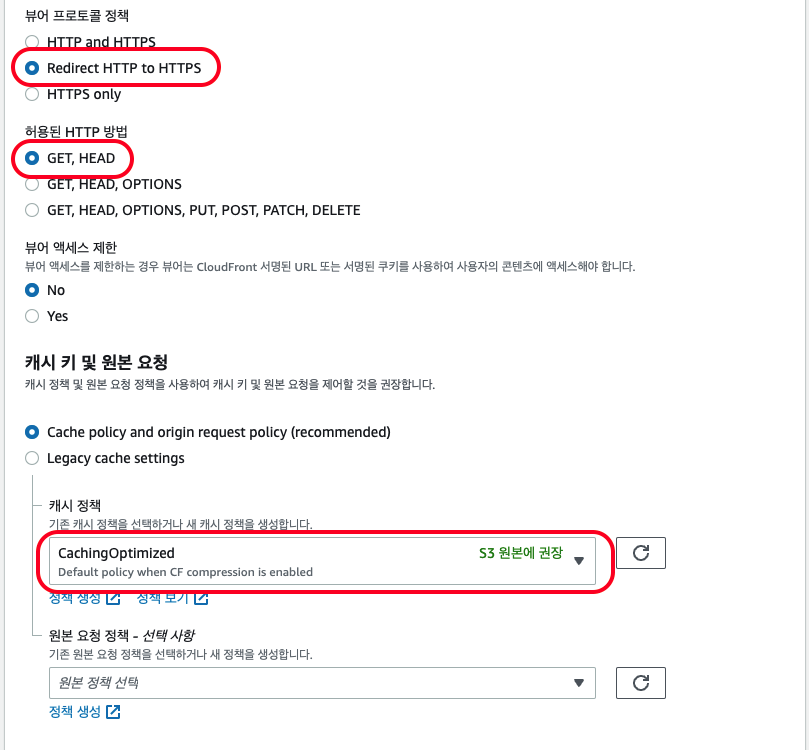 뷰어 프로토콜 정책
HTTP and HTTPS
Redirect HTTP to HTTPS
HTTPS only
허용된 HTTP 방법
GET, HEAD
GET, HEAD, OPTIONS
GET, HEAD, OPTIONS, PUT, POST, PATCH, DELETE
뷰어 액세스 제한
뷰어 액세스를 제한하는 경우 뷰어는 CloudFront 서명된 URL 또는 서명된 쿠키를 사용하여 사용자의 콘텐츠에 액세스해야 합니다.
No
Yes
캐시 키 및 원본 요청
캐시 정책 및 원본 요청 정책을 사용하여 캐시 키 및 원본 요청을 제어할 것을 권장합니다.
Cache policy and origin request policy (recommended)
Legacy cache settings
캐시 정책
기존 캐시 정책을 선택하거나 새 캐시 정책을 생성합니다.
CachingOptimized S3 원본에 권장
Default policy when CF compression is enabled
정책 생성 정책 보기
원본 요청 정책 - 선택 사항
기존 원본 요청 정책을 선택하거나 새 정책을 생성합니다.
원본 정책 선택
정책 생성